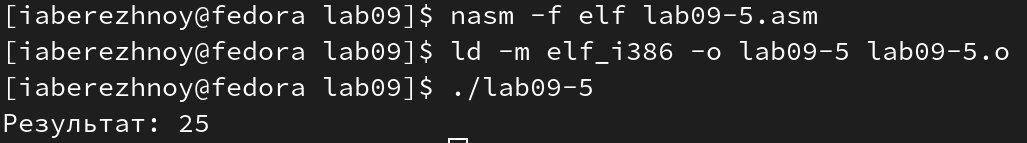 [iaberezhnoy@fedora lab09]$ nasm -f elf lab09-5.asm
[iaberezhnoy@fedora lab09]$ ld -m elf_i386 -o lab09-5 lab09-5.o
[iaberezhnoy@fedora lab09]$ ./lab09-5
Результат: 25